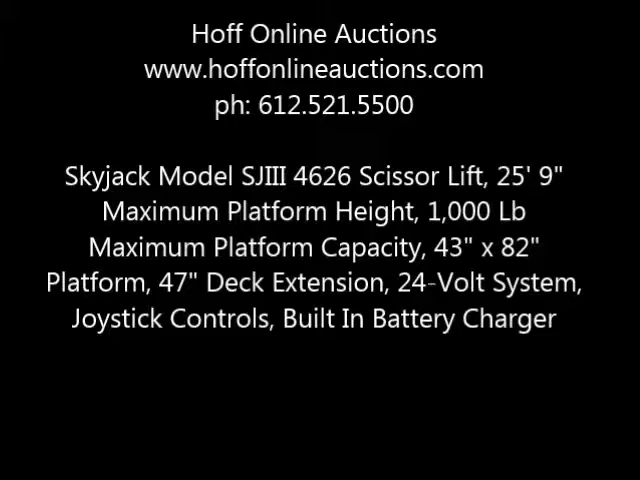 Hoff Online Auctions
www.hoffonlineauctions.com
ph: 612.521.5500
Skyjack Model SJIII 4626 Scissor Lift, 25' 9"
Maximum Platform Height, 1,000 Lb
Maximum Platform Capacity, 43" x 82"
Platform, 47" Deck Extension, 24-Volt System,
Joystick Controls, Built In Battery Charger